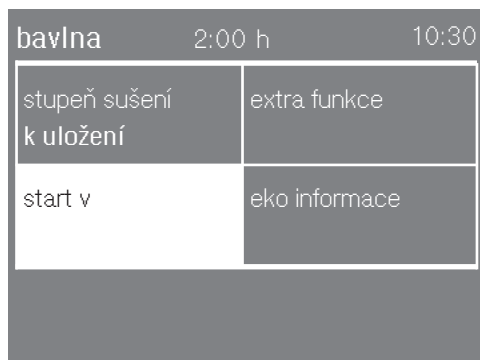 bavlna 2:00 h 10:30
stupeň sušení extra funkce
k uložení
start v eko informace